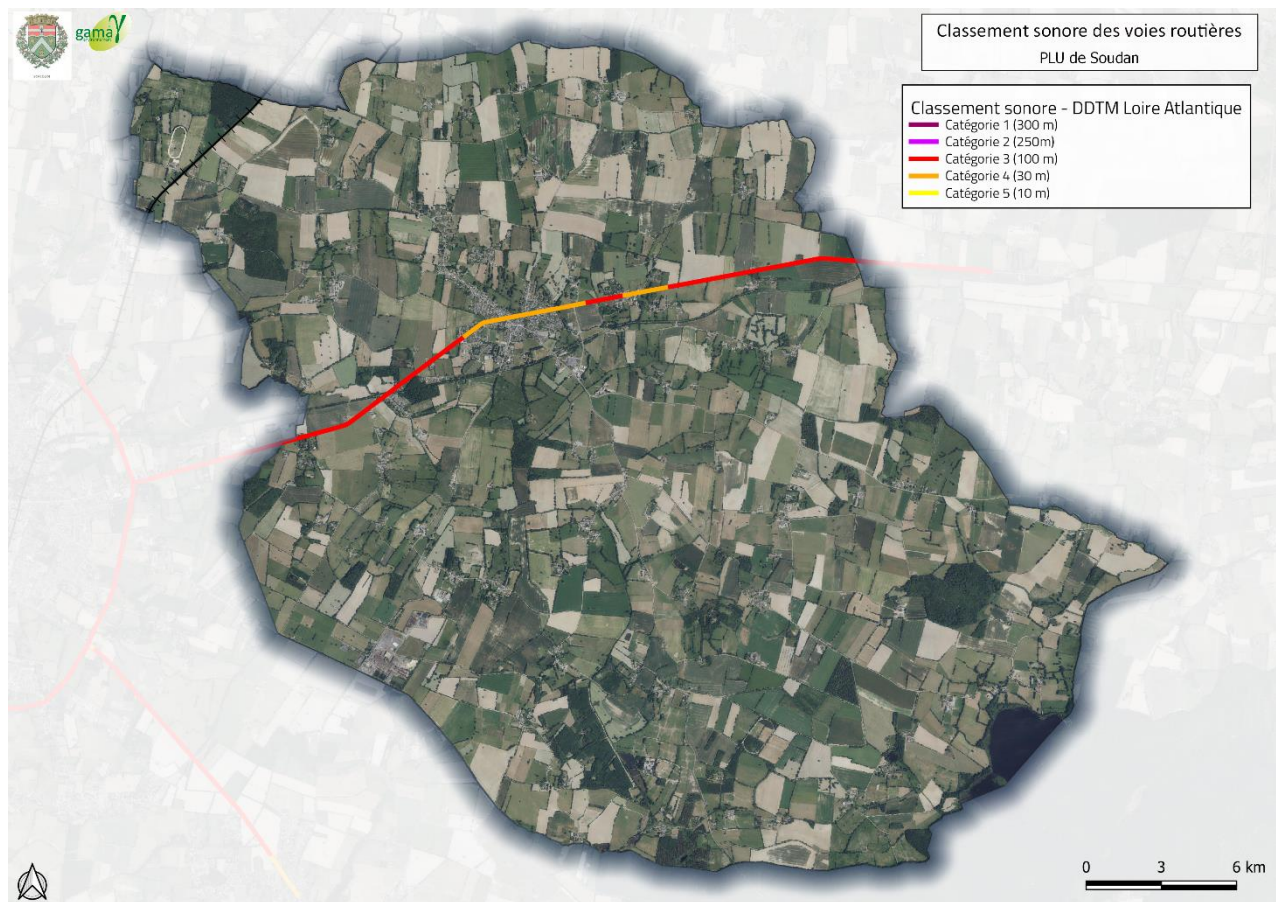 gama
Classement sonore des voies routières
PLU de Soudan
Classement sonore - DDTM Loire Atlantique
Catégorie 1 (300 m)
Catégorie 2 (250m)
Catégorie 3 (100 m)
Catégorie 4 (30 m)
Catégorie 5 (10 m)
0 3 6 km